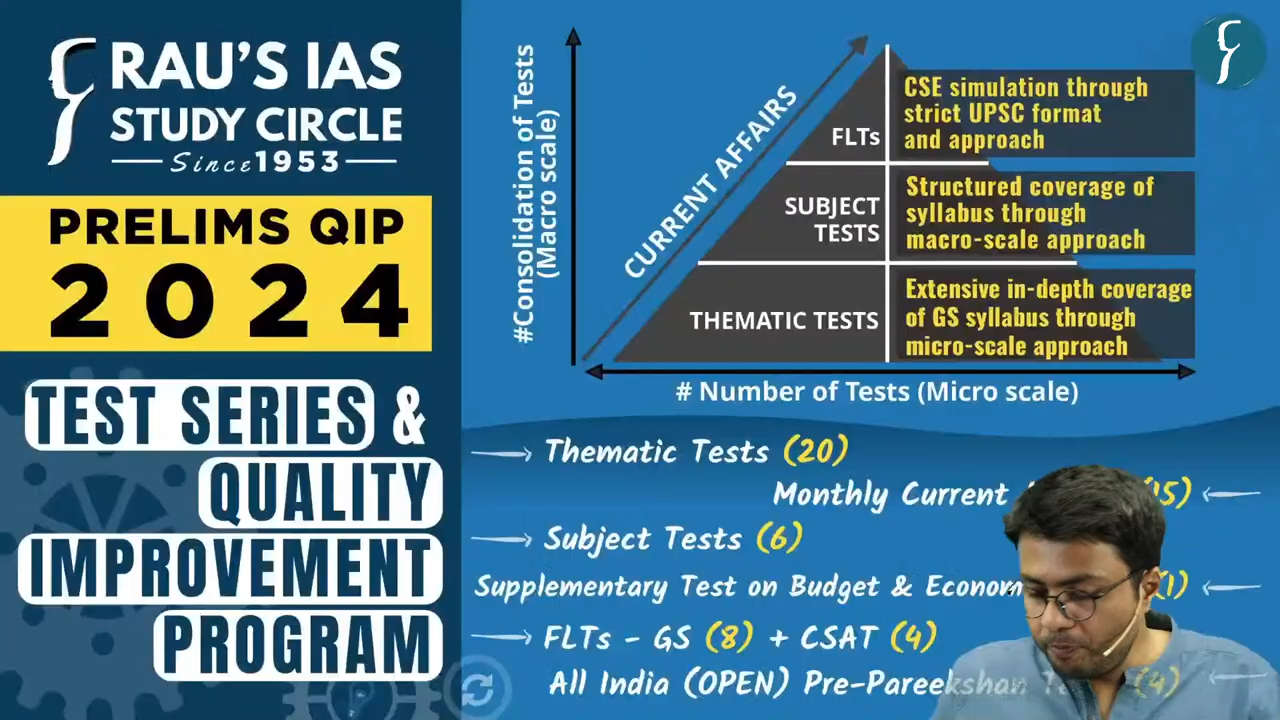 RAU'S IAS
STUDY CIRCLE
Since 1953
PRELIMS QIP
2024
TEST SERIES &
QUALITY
IMPROVEMENT
PROGRAM
#Consolidation of Tests
(Macro scale)
CURRENT AFFAIRS
FLTs
CSE simulation through
strict UPSC format
and approach
SUBJECT
TESTS
Structured coverage of
syllabus through
macro-scale approach
THEMATIC TESTS
Extensive in-depth coverage
of GS syllabus through
micro-scale approach
# Number of Tests (Micro scale)
Thematic Tests (20)
Monthly Current (15)
Subject Tests (6)
Supplementary Test on Budget & (1)
FLTs - GS (8) + CSAT (4)
All India (OPEN) Pre-Pareekshan (4)